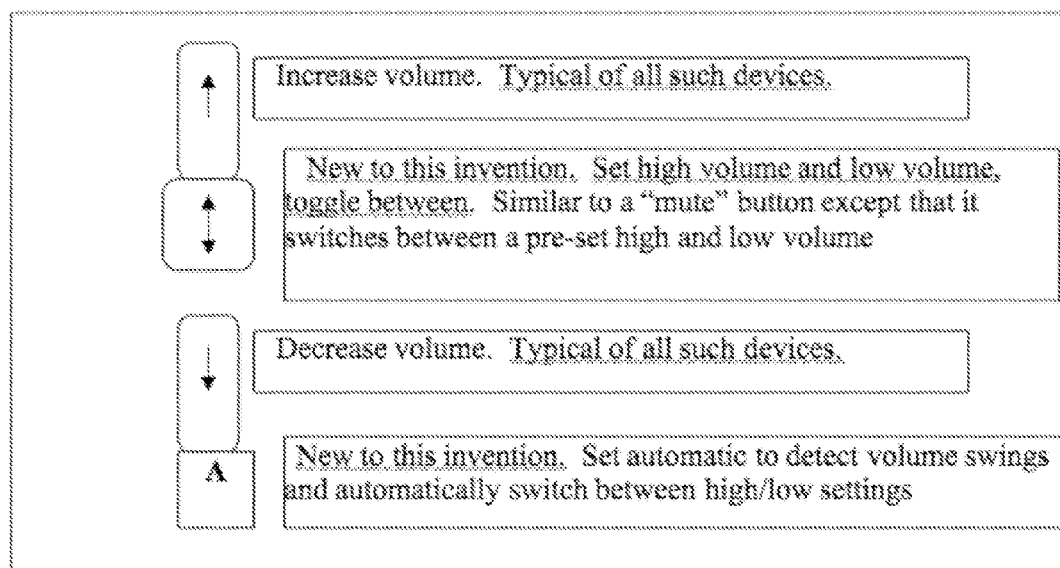 Increase volume. Typical of all such devices.
New to this invention. Set high volume and low volume,
toggle between. Similar to a “mute” button except that it
switches between a pre-set high and low volume
Decrease volume. Typical of all such devices.
A
New to this invention. Set automatic to detect volume swings
and automatically switch between high/low settings